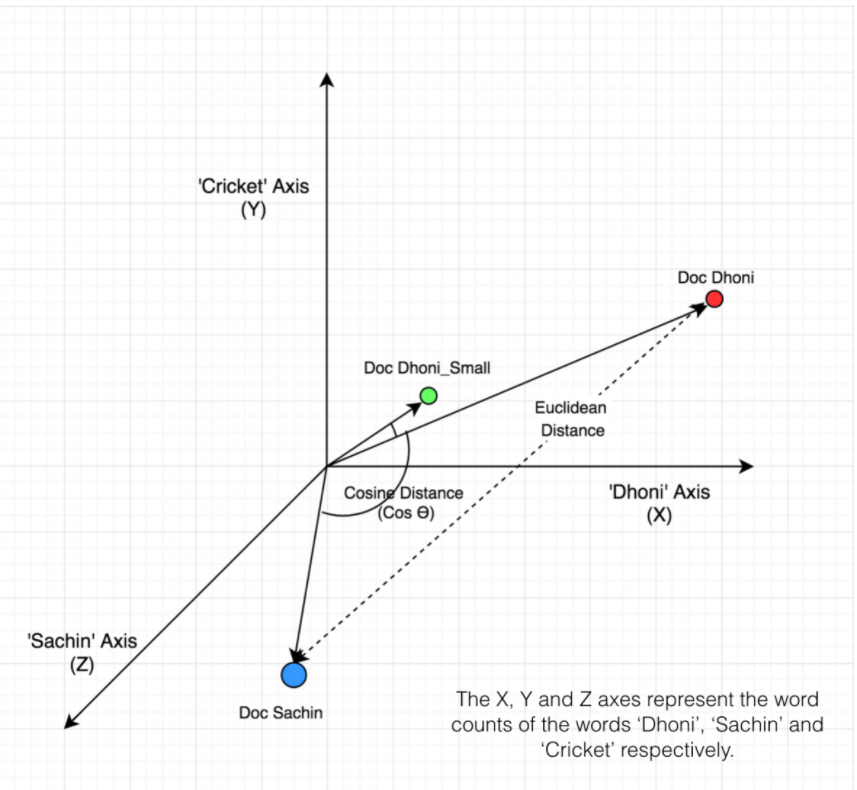 'Cricket' Axis
(Y)
Doc Dhoni
Doc Dhoni_Small
Euclidean
Distance
Cosine Distance
(Cos Θ)
'Dhoni' Axis
(X)
'Sachin' Axis
(Z)
Doc Sachin
The X, Y and Z axes represent the word
counts of the words ‘Dhoni’, ‘Sachin’ and
‘Cricket’ respectively.